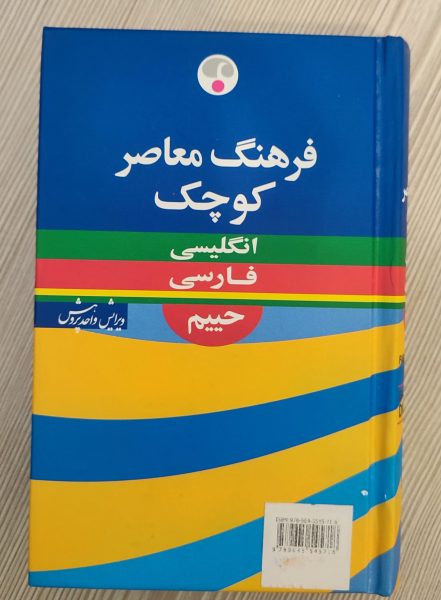 فرهنگ معاصر
کوچک
انگلیسی
فارسی
حییم
ویرایش واحد پژوهش